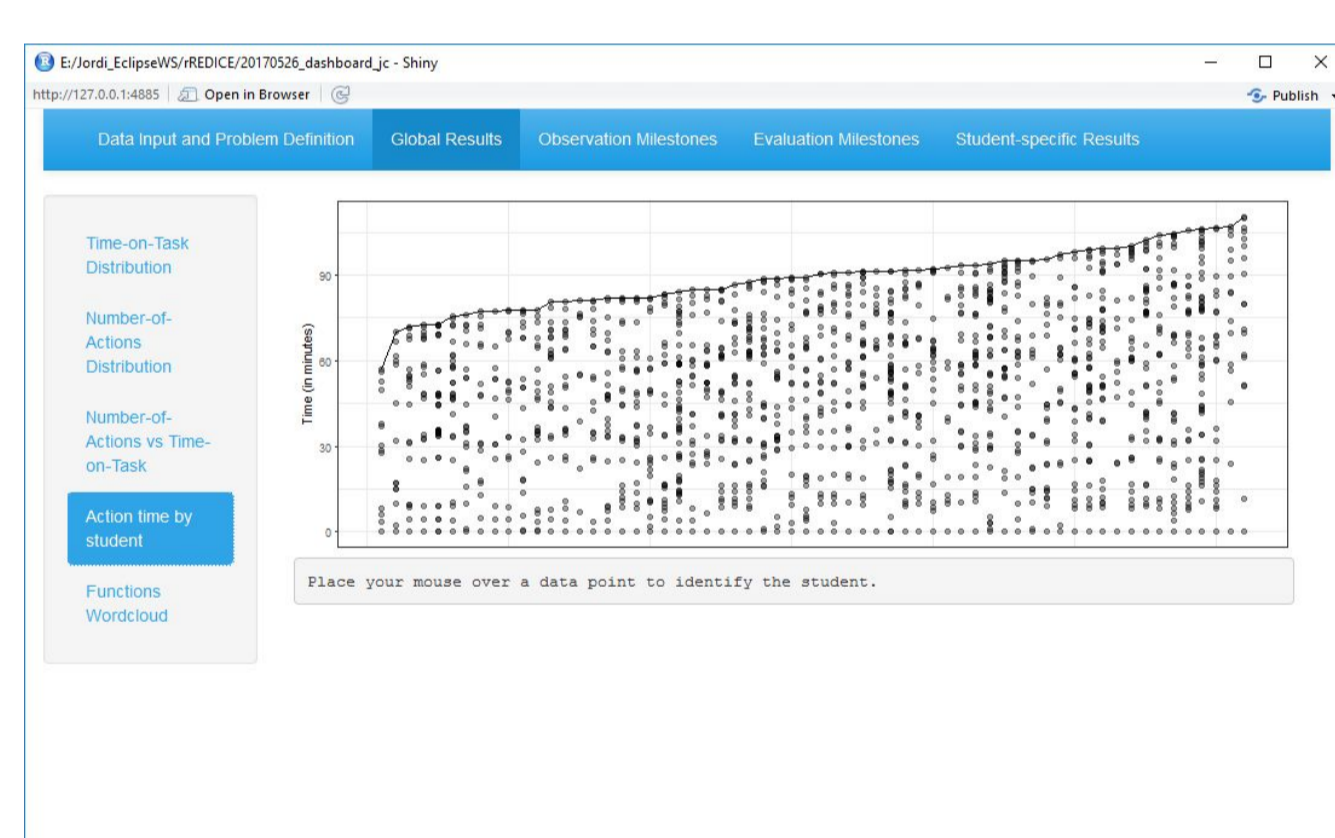 E:/Jordi_EclipseWS/rREDICE/20170526_dashboard_jc - Shiny
http://127.0.0.1:4885 Open in Browser Publish
Data Input and Problem Definition Global Results Observation Milestones Evaluation Milestones Student-specific Results
Time-on-Task
Distribution
Number-of-
Actions
Distribution
Number-of-
Actions vs Time-
on-Task
Action time by
student
Functions
Wordcloud
Time (in minutes)
90
60
30
0
Place your mouse over a data point to identify the student.